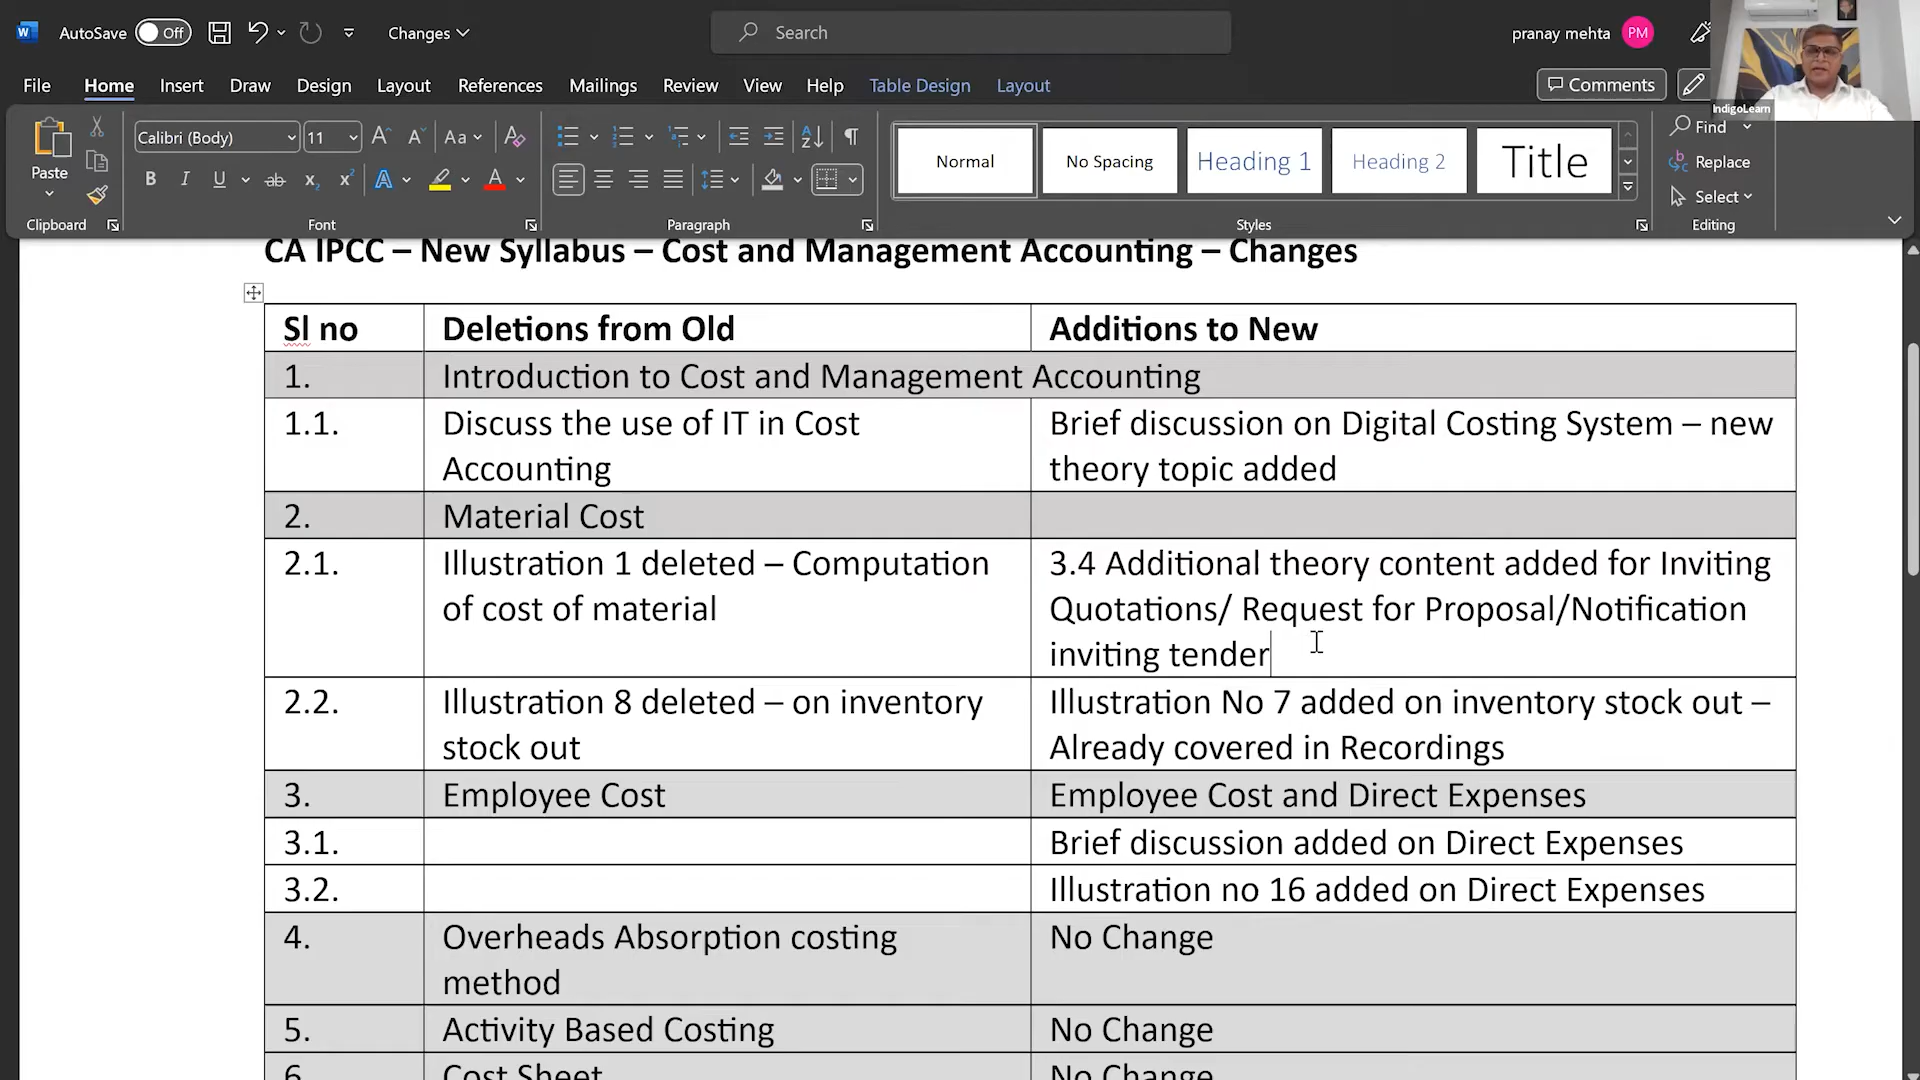 AutoSave Off Changes Search pranay mehta PM
File Home Insert Draw Design Layout References Mailings Review View Help Table Design Layout Comments
IndigoLearn
Paste Calibri (Body) 11 Aa Normal No Spacing Heading 1 Heading 2 Title Find
Replace
Select
Clipboard Font Paragraph Styles Editing
CA IPCC – New Syllabus – Cost and Management Accounting – Changes
Sl no Deletions from Old Additions to New
1. Introduction to Cost and Management Accounting
1.1. Discuss the use of IT in Cost Brief discussion on Digital Costing System – new
Accounting theory topic added
2. Material Cost
2.1. Illustration 1 deleted – Computation 3.4 Additional theory content added for Inviting
of cost of material Quotations/ Request for Proposal/Notification
inviting tender
2.2. Illustration 8 deleted – on inventory Illustration No 7 added on inventory stock out –
stock out Already covered in Recordings
3. Employee Cost Employee Cost and Direct Expenses
3.1. Brief discussion added on Direct Expenses
3.2. Illustration no 16 added on Direct Expenses
4. Overheads Absorption costing No Change
method
5. Activity Based Costing No Change
6. Cost Sheet No Change